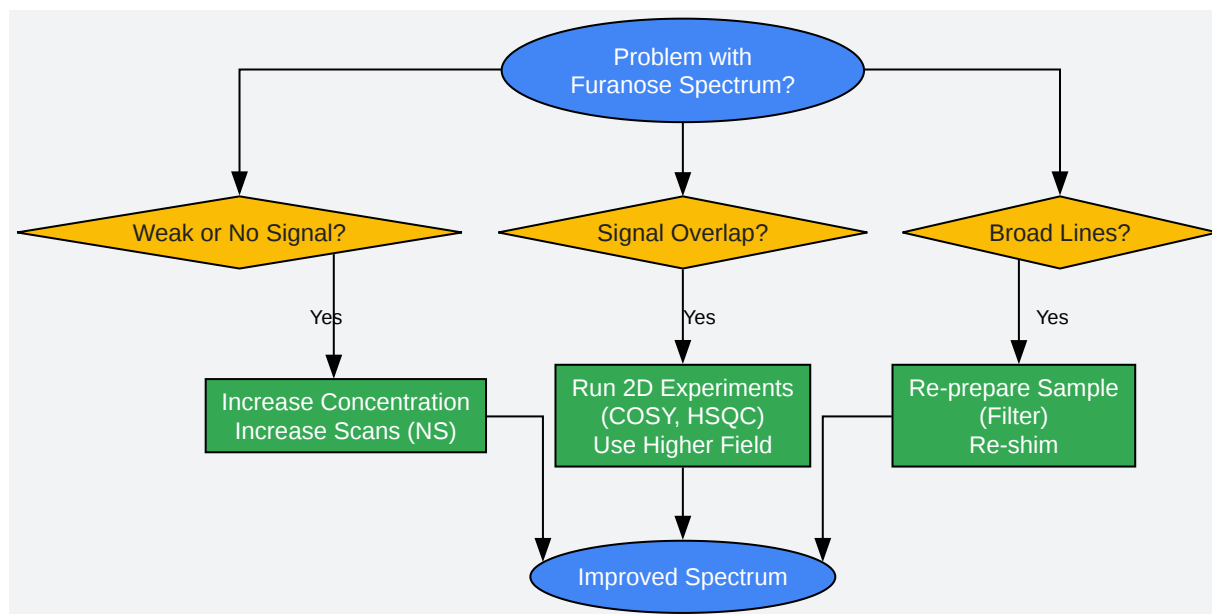 Problem with
Furanose Spectrum?
Weak or No Signal?
Signal Overlap?
Broad Lines?
Yes
Yes
Yes
Increase Concentration
Increase Scans (NS)
Run 2D Experiments
(COSY, HSQC)
Use Higher Field
Re-prepare Sample
(Filter)
Re-shim
Improved Spectrum